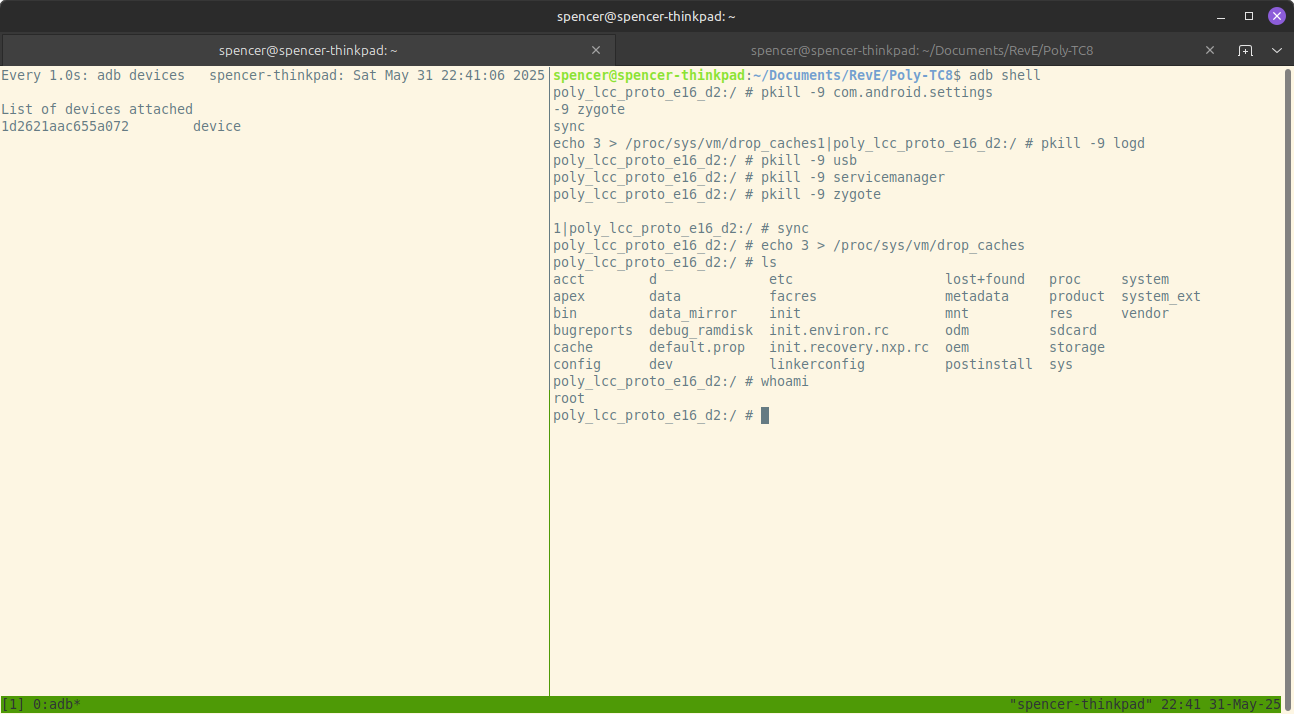 spencer@spencer-thinkpad: ~
spencer@spencer-thinkpad: ~
spencer@spencer-thinkpad: ~/Documents/RevE/Poly-TC8
Every 1.0s: adb devices   spencer-thinkpad: Sat May 31 22:41:06 2025
List of devices attached
1d2621aac655a072        device
spencer@spencer-thinkpad:~/Documents/RevE/Poly-TC8$ adb shell
poly_lcc_proto_e16_d2:/ # pkill -9 com.android.settings
-9 zygote
sync
echo 3 > /proc/sys/vm/drop_caches1|poly_lcc_proto_e16_d2:/ # pkill -9 logd
poly_lcc_proto_e16_d2:/ # pkill -9 usb
poly_lcc_proto_e16_d2:/ # pkill -9 servicemanager
poly_lcc_proto_e16_d2:/ # pkill -9 zygote
1|poly_lcc_proto_e16_d2:/ # sync
poly_lcc_proto_e16_d2:/ # echo 3 > /proc/sys/vm/drop_caches
poly_lcc_proto_e16_d2:/ # ls
acct        d             etc                   lost+found   proc     system
apex        data          facres                metadata     product  system_ext
bin         data_mirror   init                  mnt          res      vendor
bugreports  debug_ramdisk  init.environ.rc       odm          sdcard
cache       default.prop   init.recovery.nxp.rc  oem          storage
config      dev           linkerconfig          postinstall  sys
poly_lcc_proto_e16_d2:/ # whoami
root
poly_lcc_proto_e16_d2:/ #
[1] 0:adb*
"spencer-thinkpad" 22:41 31-May-25